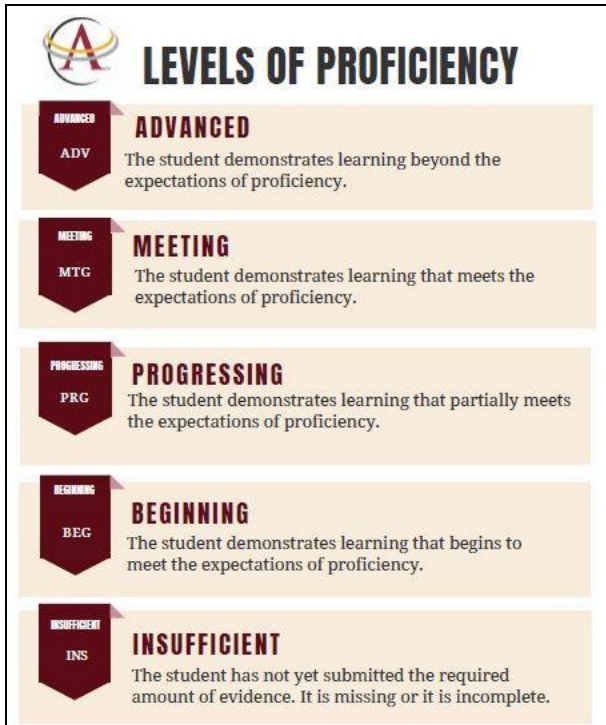 A
LEVELS OF PROFICIENCY
ADVANCED
ADV
ADVANCED
The student demonstrates learning beyond the
expectations of proficiency.
MEETING
MTG
MEETING
The student demonstrates learning that meets the
expectations of proficiency.
PROGRESSING
PRG
PROGRESSING
The student demonstrates learning that partially meets
the expectations of proficiency.
BEGINNING
BEG
BEGINNING
The student demonstrates learning that begins to
meet the expectations of proficiency.
INSUFFICIENT
INS
INSUFFICIENT
The student has not yet submitted the required
amount of evidence. It is missing or it is incomplete.